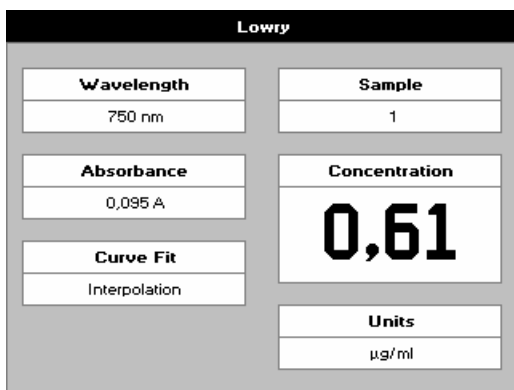 Lowry
Wavelength
750 nm
Absorbance
0,095 A
Curve Fit
Interpolation
Sample
1
Concentration
0,61
Units
µg/ml